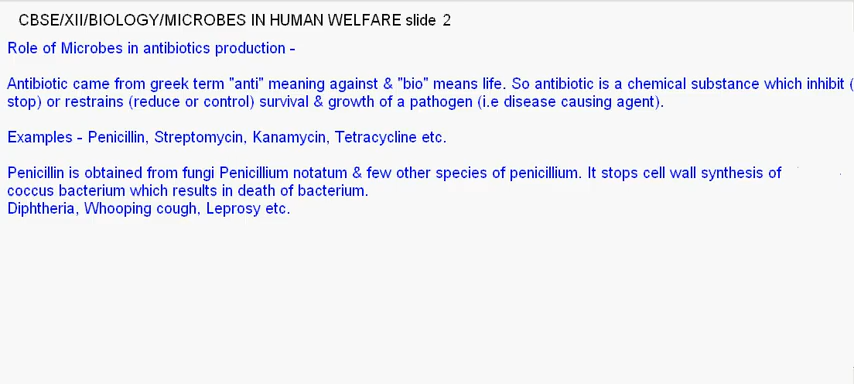 CBSE/XII/BIOLOGY/MICROBES IN HUMAN WELFARE slide 2
Role of Microbes in antibiotics production -
Antibiotic came from greek term "anti" meaning against & "bio" means life. So antibiotic is a chemical substance which inhibit (
stop) or restrains (reduce or control) survival & growth of a pathogen (i.e disease causing agent).
Examples - Penicillin, Streptomycin, Kanamycin, Tetracycline etc.
Penicillin is obtained from fungi Penicillium notatum & few other species of penicillium. It stops cell wall synthesis of
coccus bacterium which results in death of bacterium.
Diphtheria, Whooping cough, Leprosy etc.